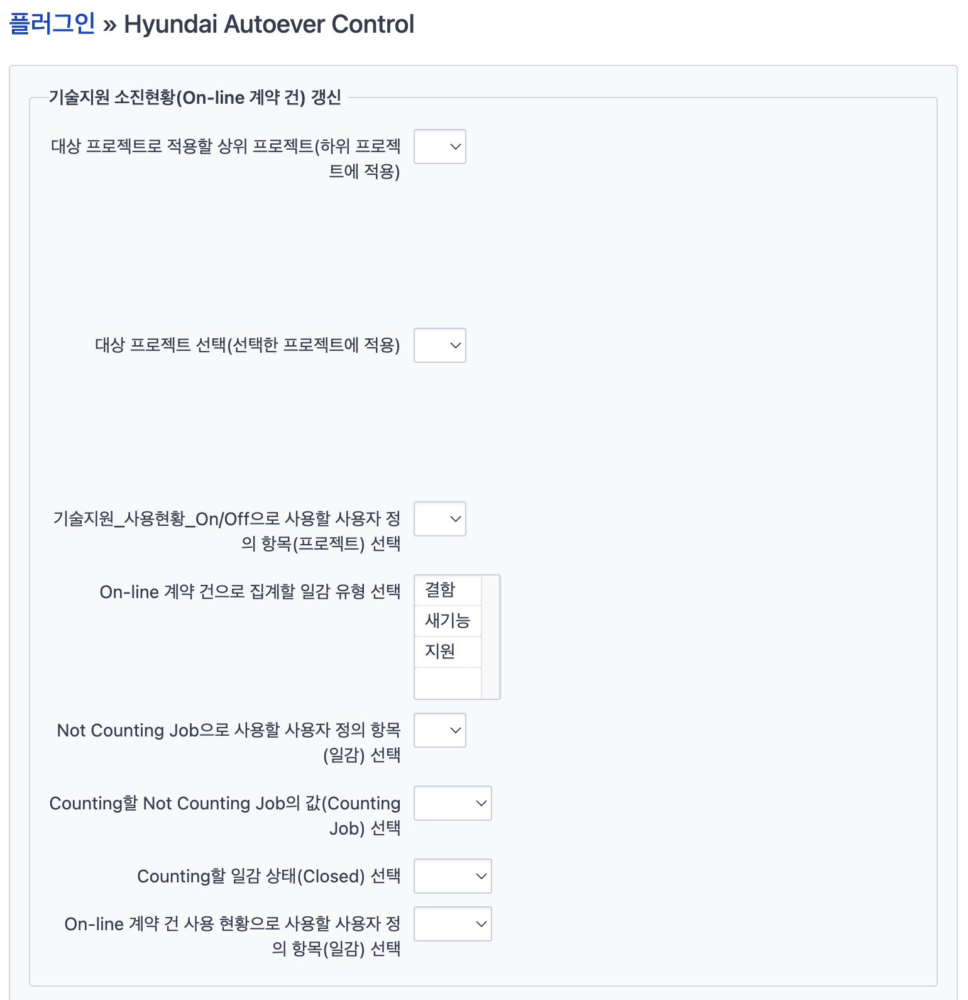 플러그인 » Hyundai Autoever Control
기술지원 소진현황(On-line 계약 건) 갱신
대상 프로젝트로 적용할 상위 프로젝트(하위 프로젝
트에 적용)
대상 프로젝트 선택(선택한 프로젝트에 적용)
기술지원_사용현황_On/Off으로 사용할 사용자 정
의 항목(프로젝트) 선택
On-line 계약 건으로 집계할 일감 유형 선택
결함
새기능
지원
Not Counting Job으로 사용할 사용자 정의 항목
(일감) 선택
Counting할 Not Counting Job의 값(Counting
Job) 선택
Counting할 일감 상태(Closed) 선택
On-line 계약 건 사용 현황으로 사용할 사용자 정
의 항목(일감) 선택